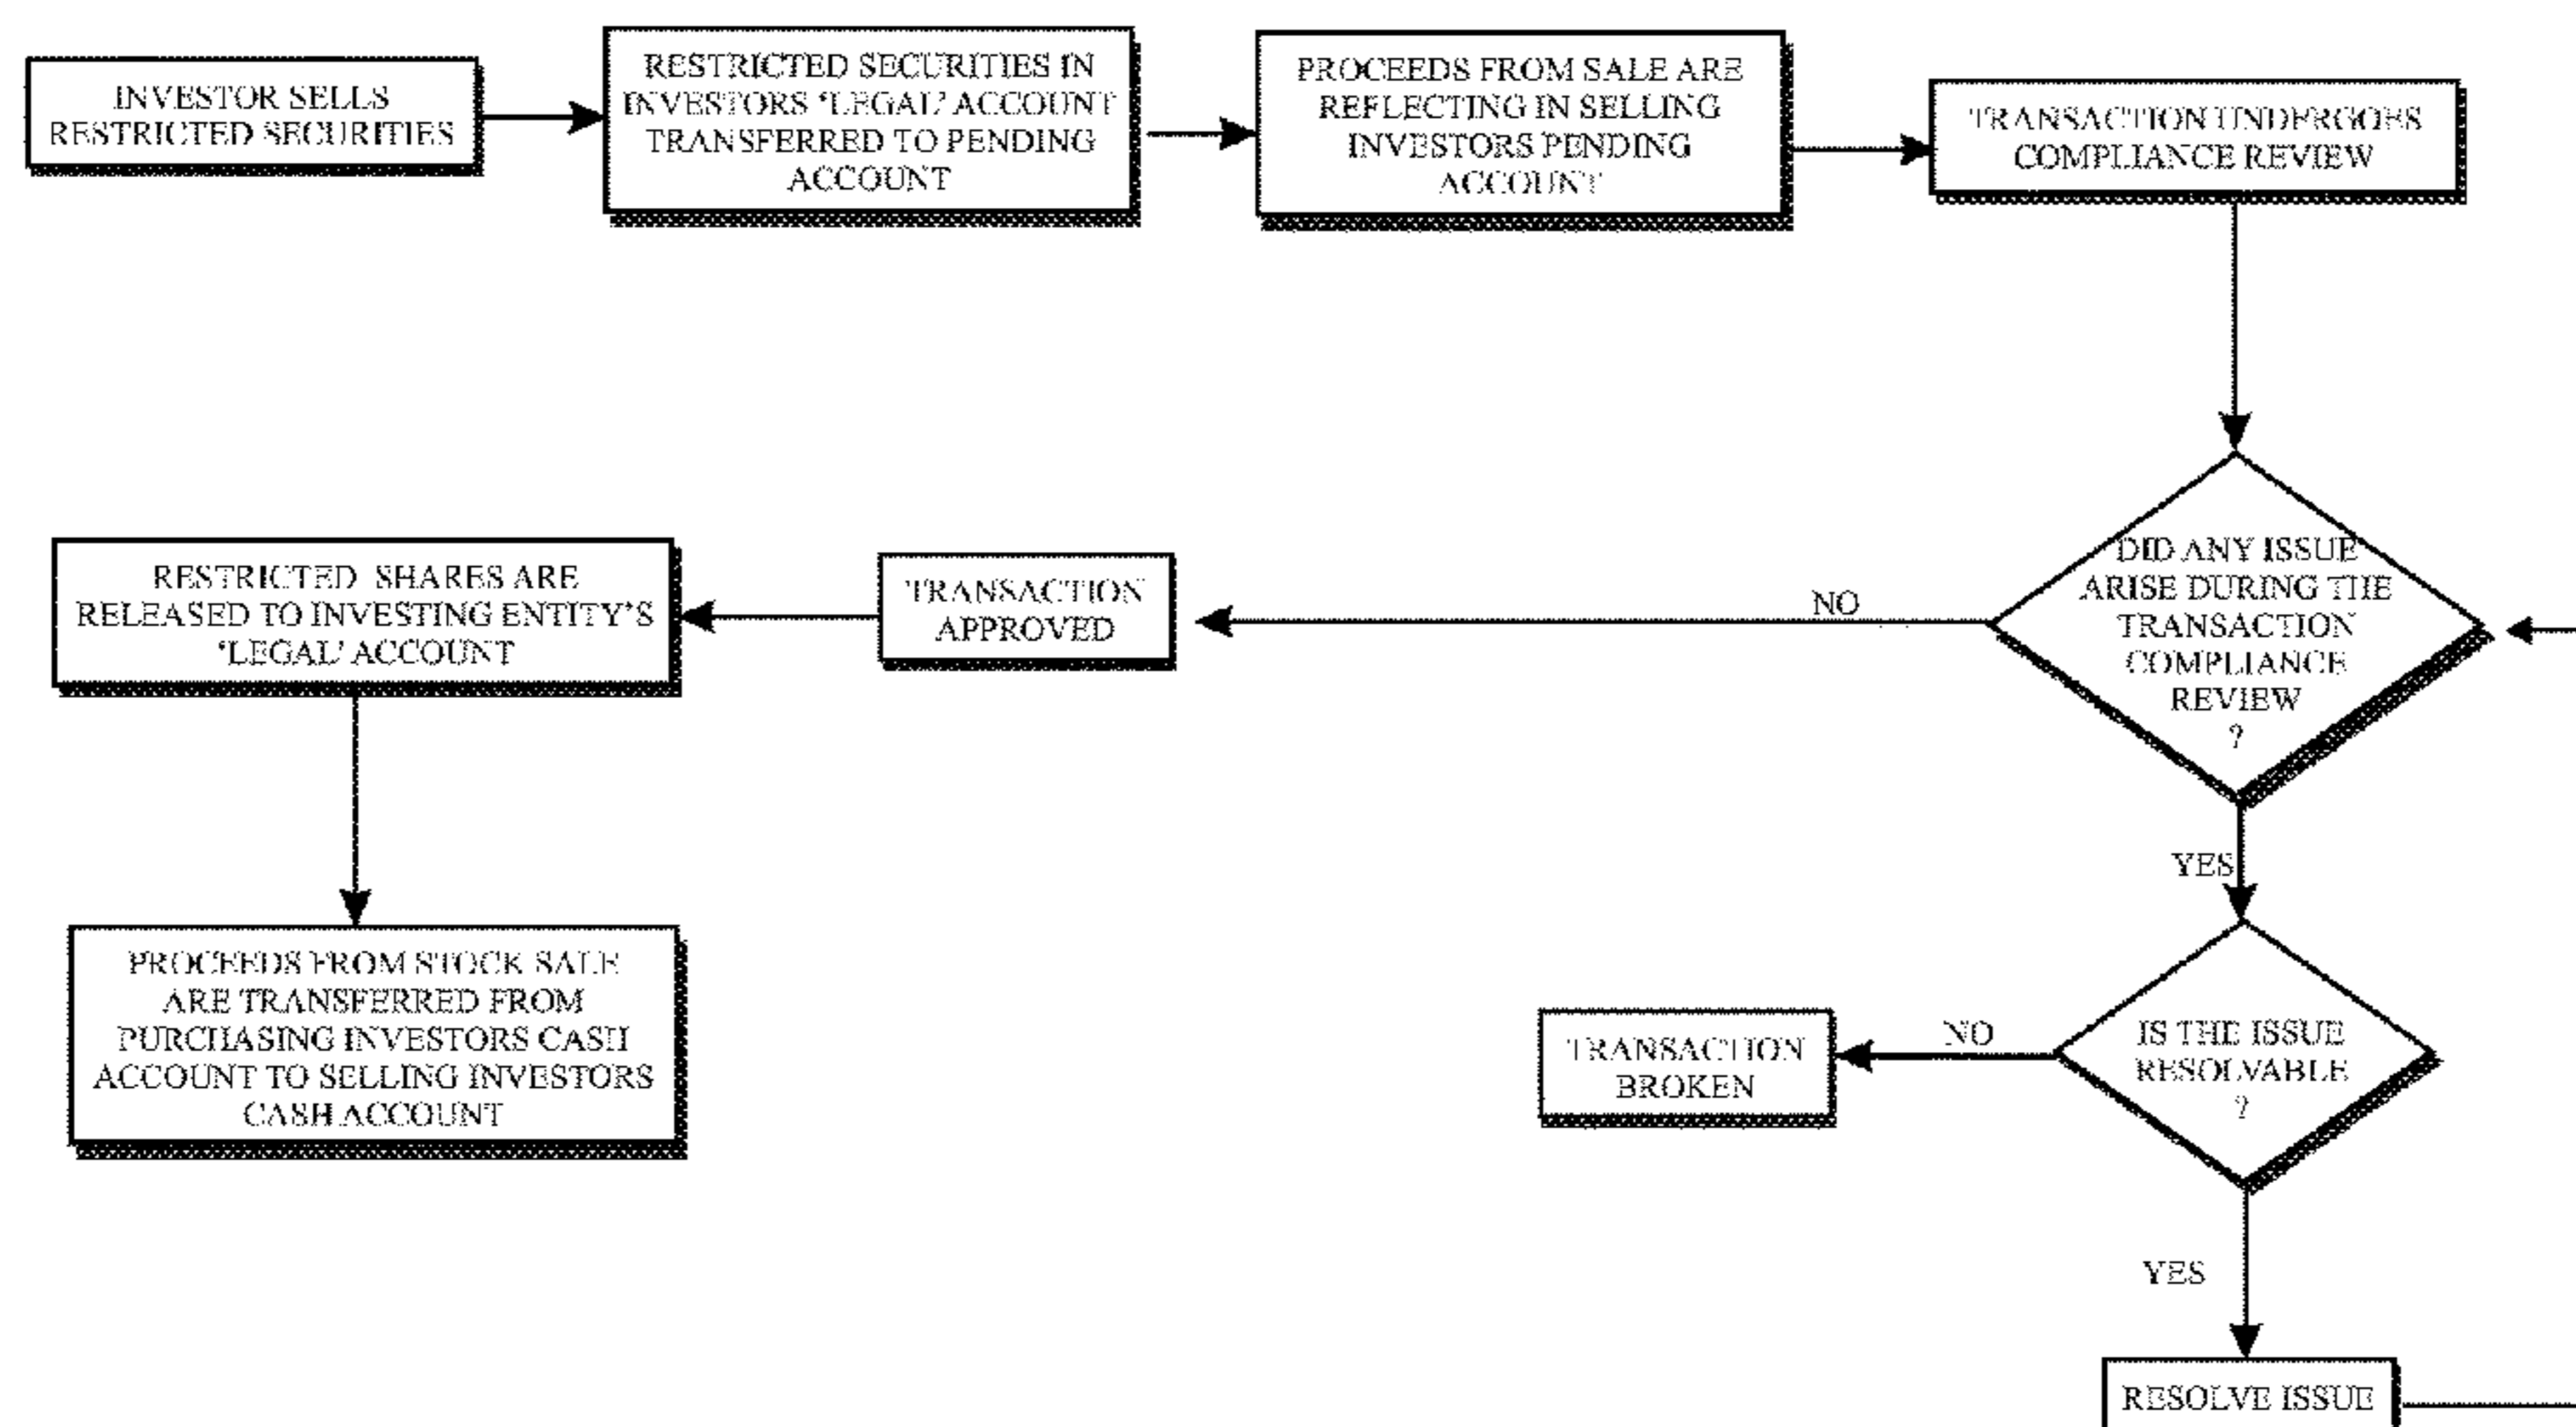 INVESTOR SELLS
RESTRICTED SECURITIES
RESTRICTED SECURITIES IN
INVESTORS ‘LEGAL’ ACCOUNT
TRANSFERRED TO PENDING
ACCOUNT
PROCEEDS FROM SALE ARE
REFLECTING IN SELLING
INVESTORS PENDING
ACCOUNT
TRANSACTION UNDERGOES
COMPLIANCE REVIEW
DID ANY ISSUE
ARISE DURING THE
TRANSACTION
COMPLIANCE
REVIEW
?
NO
TRANSACTION
APPROVED
RESTRICTED SHARES ARE
RELEASED TO INVESTING ENTITY’S
‘LEGAL’ ACCOUNT
PROCEEDS FROM STOCK SALE
ARE TRANSFERRED FROM
PURCHASING INVESTORS CASH
ACCOUNT TO SELLING INVESTORS
CASH ACCOUNT
YES
IS THE ISSUE
RESOLVABLE
?
NO
TRANSACTION
BROKEN
YES
RESOLVE ISSUE